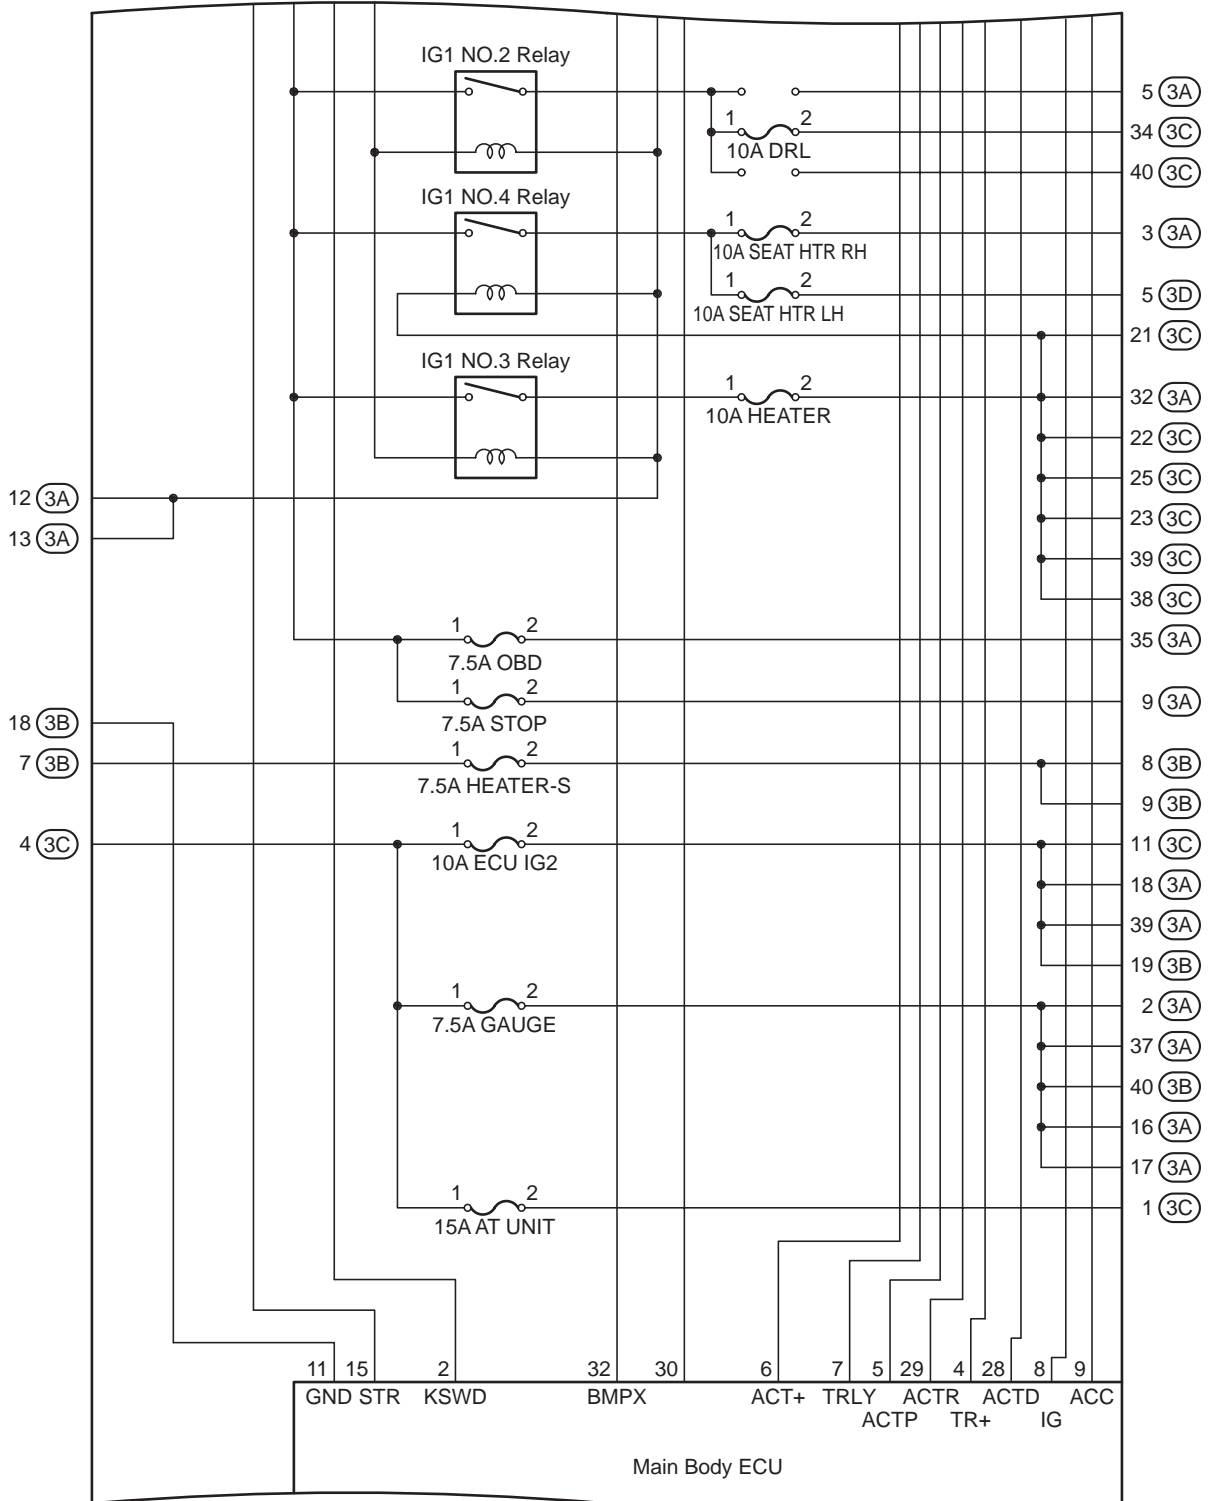 IG1 NO.2 Relay
5 3A
1 2
34 3C
10A DRL
40 3C
IG1 NO.4 Relay
1 2
3 3A
10A SEAT HTR RH
1 2
5 3D
10A SEAT HTR LH
21 3C
IG1 NO.3 Relay
1 2
32 3A
10A HEATER
22 3C
25 3C
12 3A
23 3C
13 3A
39 3C
38 3C
1 2
35 3A
7.5A OBD
1 2
9 3A
18 3B
7.5A STOP
1 2
7 3B
8 3B
7.5A HEATER-S
9 3B
1 2
4 3C
11 3C
10A ECU IG2
18 3A
39 3A
19 3B
1 2
2 3A
7.5A GAUGE
37 3A
40 3B
16 3A
17 3A
1 2
1 3C
15A AT UNIT
11 15 2 32 30 6 7 5 29 4 28 8 9
GND STR KSWD BMPX ACT+ TRLY ACTR ACTD ACC
ACTP TR+ IG
Main Body ECU